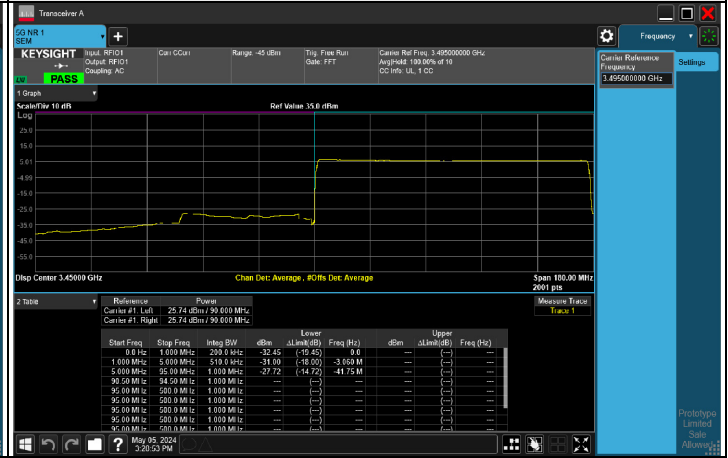 Transceiver A
5G NR 1
SEM
+
Frequency
KEYSIGHT
LW PASS
Input: RFIO1
Output: RFIO1
Coupling: AC
Corr CCorr
Range: -45 dBm
Trig: Free Run
Gate: FFT
Carrier Ref Freq: 3.495000000 GHz
Avg|Hold: 100.00% of 10
CC Info: UL, 1 CC
Carrier Reference
Frequency
3.495000000 GHz
Settings
1 Graph
Scale/Div 10 dB
Ref Value 35.0 dBm
Log
25.0
15.0
5.01
-4.99
-15.0
-25.0
-35.0
-45.0
-55.0
Disp Center 3.45000 GHz
Chan Det: Average , #Offs Det: Average
Span 180.00 MHz
2001 pts
2 Table
Reference Power
Carrier #1. Left 25.74 dBm / 90.000 MHz
Carrier #1. Right 25.74 dBm / 90.000 MHz
Measure Trace
Trace 1
Lower Upper
Start Freq Stop Freq Integ BW dBm ΔLimit(dB) Freq (Hz) dBm ΔLimit(dB) Freq (Hz)
0.0 Hz 1.000 MHz 200.0 kHz -32.45 (-19.45) 0.0 --- (---) ---
1.000 MHz 5.000 MHz 510.0 kHz -31.00 (-18.00) -3.060 M --- (---) ---
5.000 MHz 95.00 MHz 1.000 MHz -27.72 (-14.72) -41.75 M --- (---) ---
90.50 MHz 94.50 MHz 1.000 MHz --- (---) --- --- (---) ---
95.00 MHz 500.0 MHz 1.000 MHz --- (---) --- --- (---) ---
95.00 MHz 500.0 MHz 1.000 MHz --- (---) --- --- (---) ---
95.00 MHz 500.0 MHz 1.000 MHz --- (---) --- --- (---) ---
95.00 MHz 500.0 MHz 1.000 MHz --- (---) --- --- (---) ---
95.00 MHz 500.0 MHz 1.000 MHz --- (---) --- --- (---) ---
Prototype
Limited
Sale
Allowed
?
May 05, 2024
3:20:53 PM